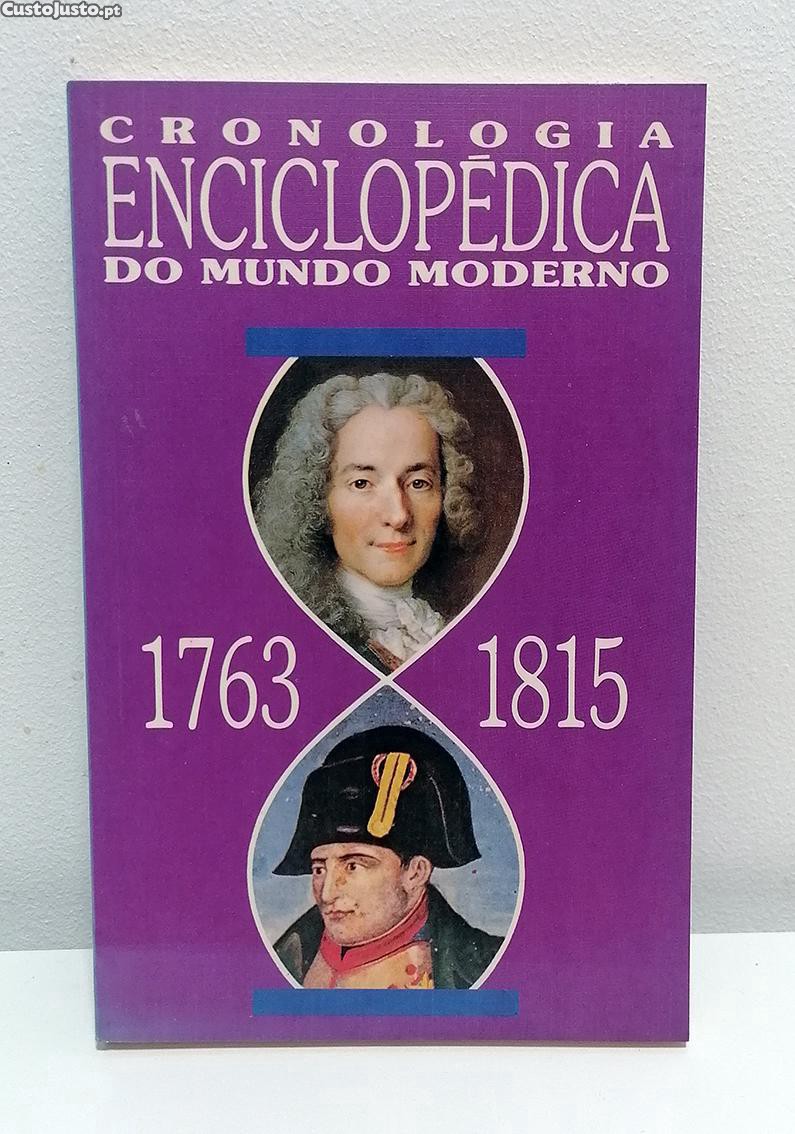 CustoJusto.pt
CRONOLOGIA
ENCICLOPÉDICA
DO MUNDO MODERNO
1763 1815